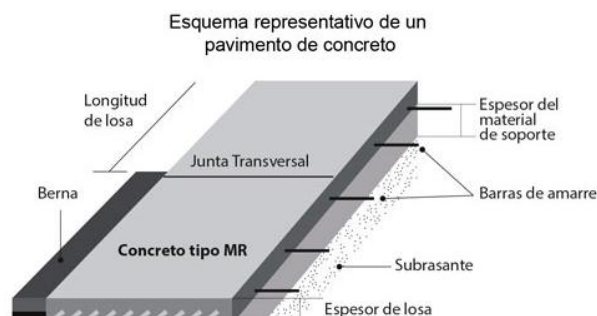 Esquema representativo de un
pavimento de concreto
Longitud
de losa
Espesor del
material
de soporte
Junta Transversal
Berna
Barras de amarre
Concreto tipo MR
Subrasante
Espesor de losa